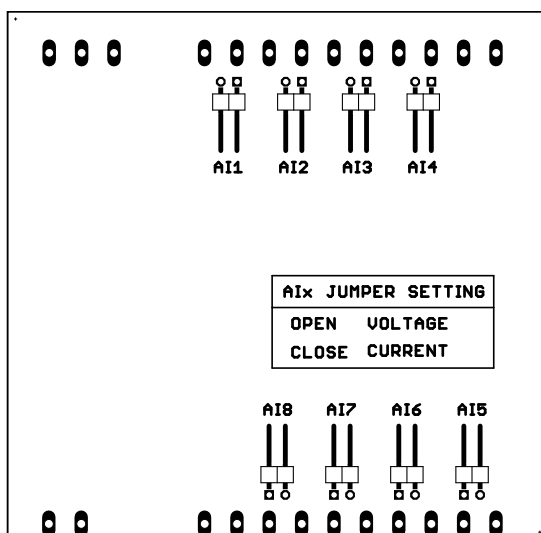 AI1 AI2 AI3 AI4
AIx JUMPER SETTING
OPEN VOLTAGE
CLOSE CURRENT
AI8 AI7 AI6 AI5